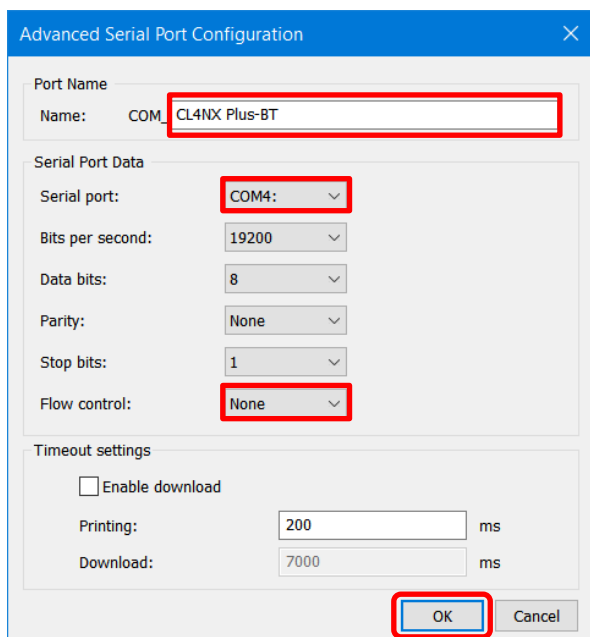 Advanced Serial Port Configuration
Port Name
Name: COM_ CL4NX Plus-BT
Serial Port Data
Serial port: COM4:
Bits per second: 19200
Data bits: 8
Parity: None
Stop bits: 1
Flow control: None
Timeout settings
Enable download
Printing: 200 ms
Download: 7000 ms
OK Cancel